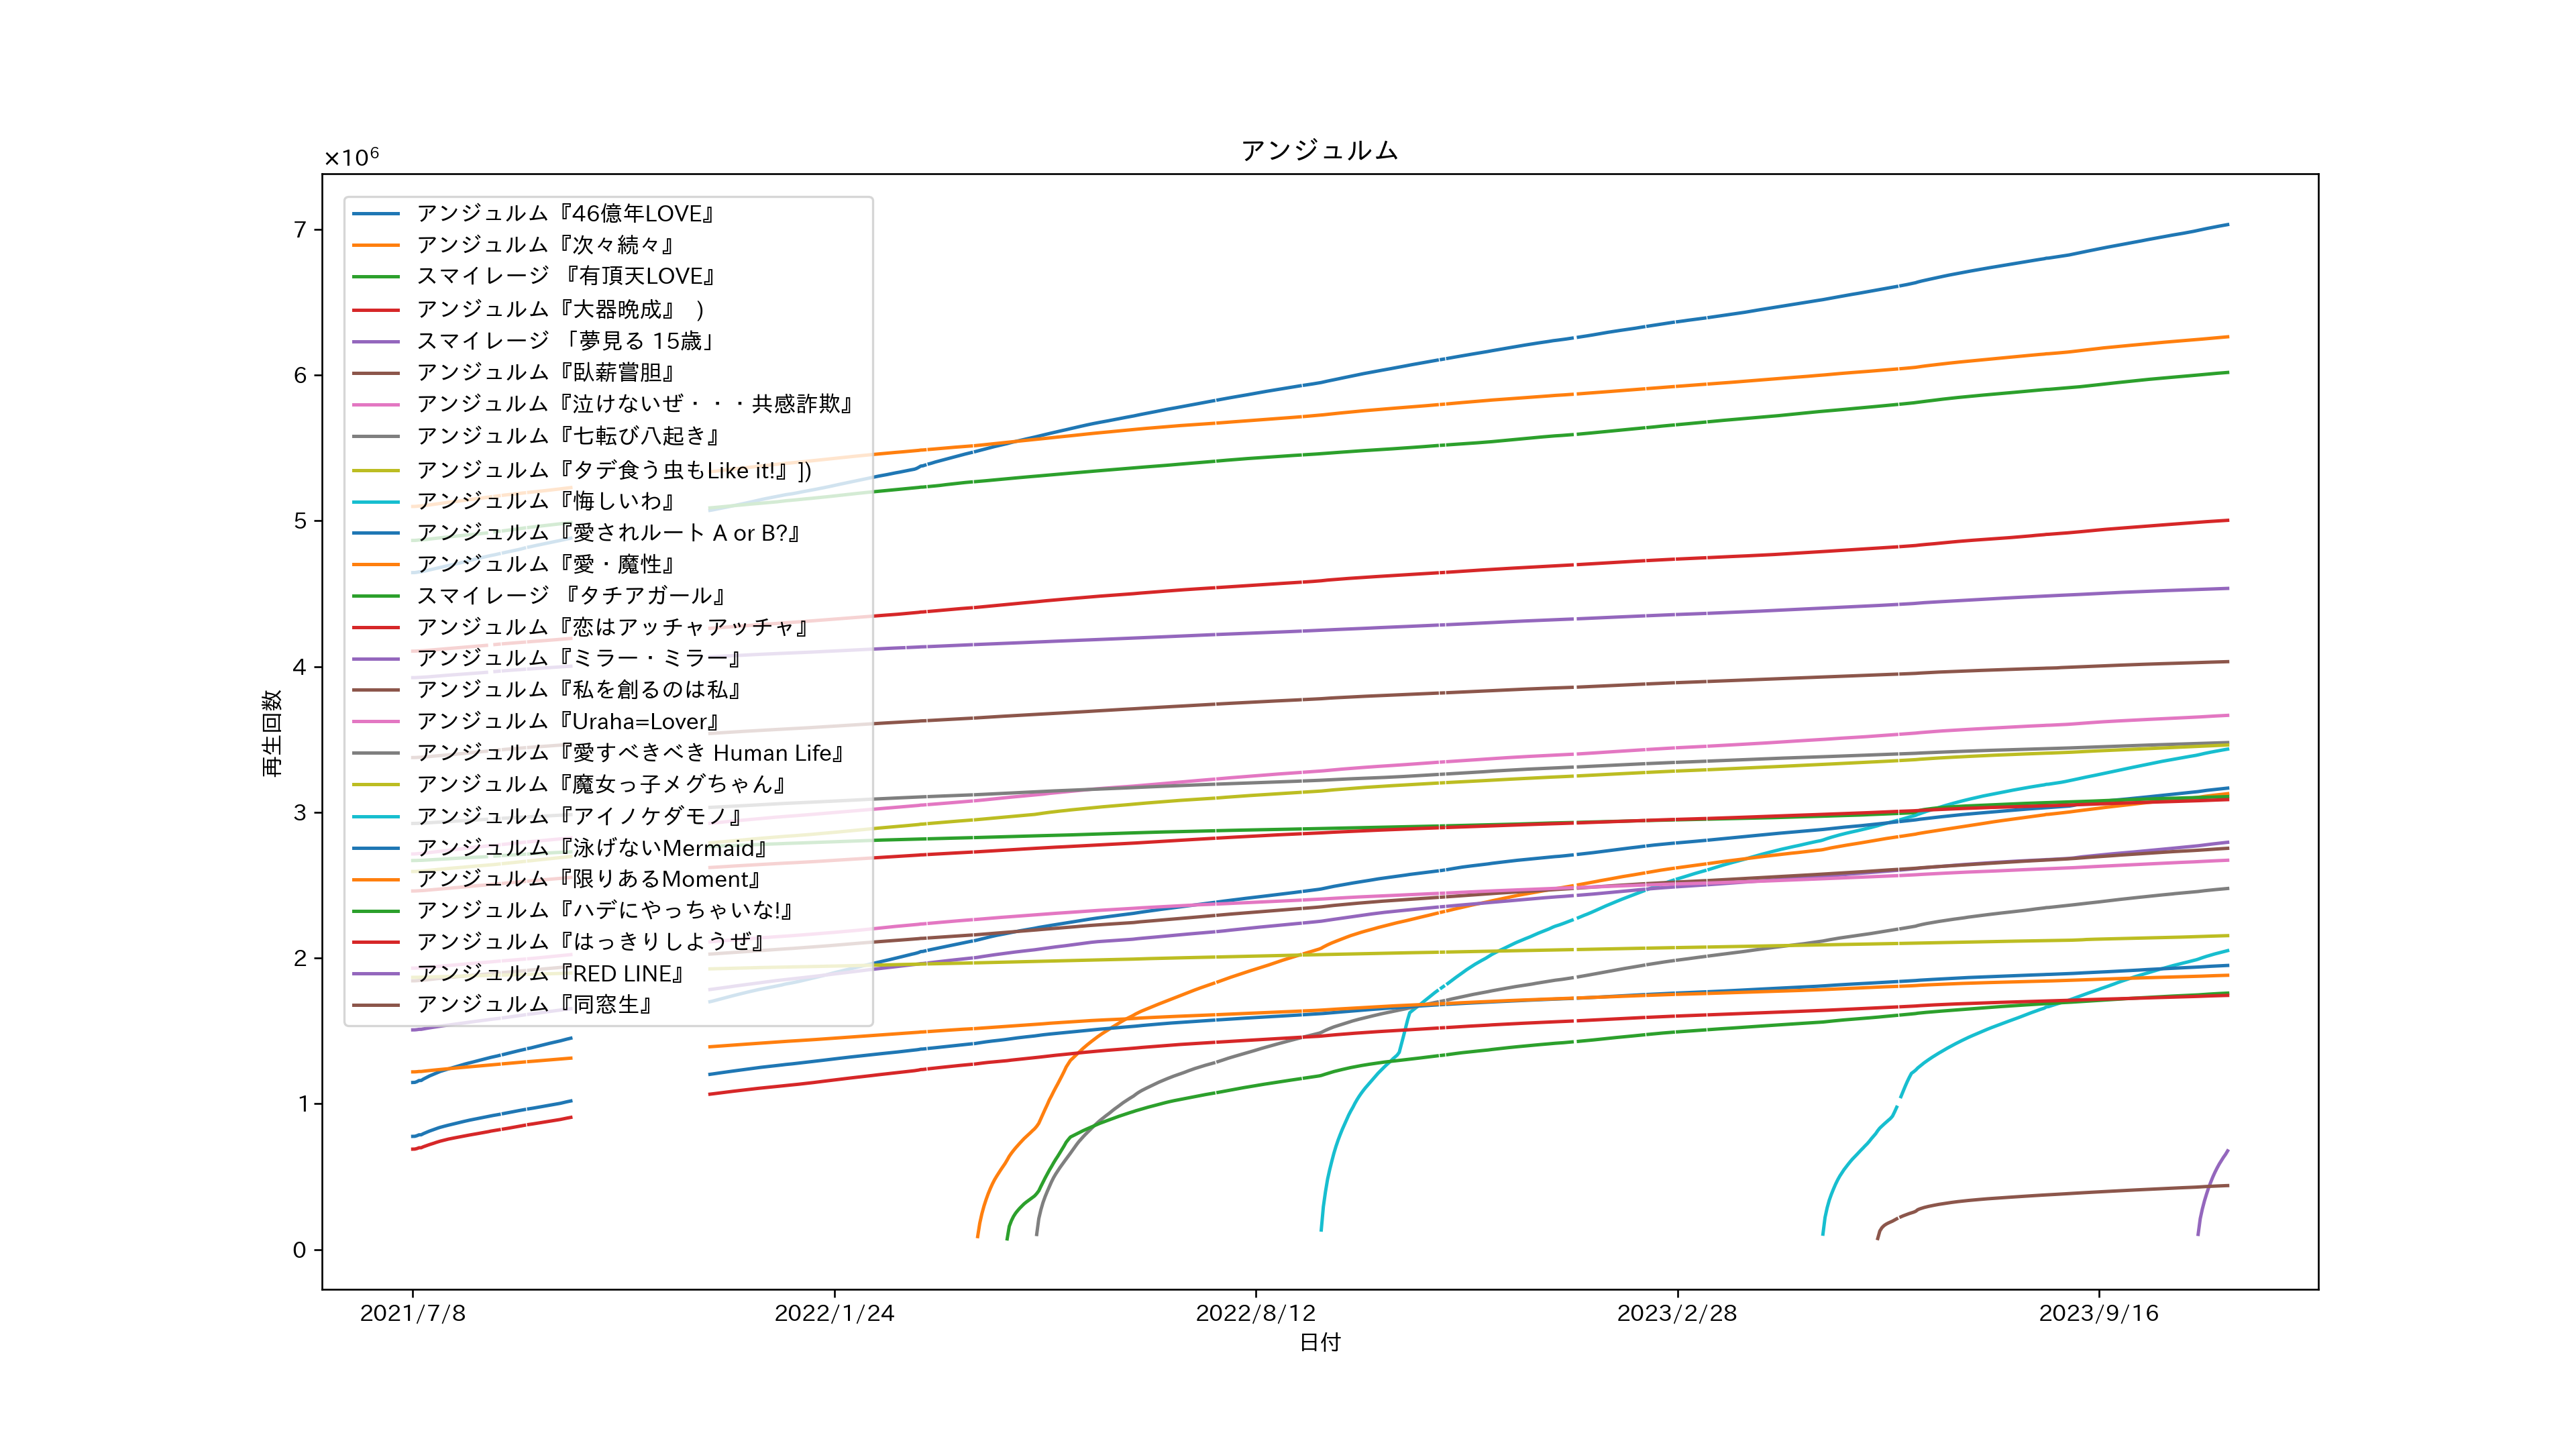 アンジュルム
×10⁶
7
6
5
4
3
2
1
0
再生回数
アンジュルム『46億年LOVE』
アンジュルム『次々続々』
スマイレージ 『有頂天LOVE』
アンジュルム『大器晩成』 )
スマイレージ 「夢見る 15歳」
アンジュルム『臥薪嘗胆』
アンジュルム『泣けないぜ・・・共感詐欺』
アンジュルム『七転び八起き』
アンジュルム『タデ食う虫もLike it!』])
アンジュルム『悔しいわ』
アンジュルム『愛されルート A or B?』
アンジュルム『愛・魔性』
スマイレージ 『タチアガール』
アンジュルム『恋はアッチャアッチャ』
アンジュルム『ミラー・ミラー』
アンジュルム『私を創るのは私』
アンジュルム『Uraha=Lover』
アンジュルム『愛すべきべき Human Life』
アンジュルム『魔女っ子メグちゃん』
アンジュルム『アイノケダモノ』
アンジュルム『泳げないMermaid』
アンジュルム『限りあるMoment』
アンジュルム『ハデにやっちゃいな!』
アンジュルム『はっきりしようぜ』
アンジュルム『RED LINE』
アンジュルム『同窓生』
2021/7/8
2022/1/24
2022/8/12
2023/2/28
2023/9/16
日付